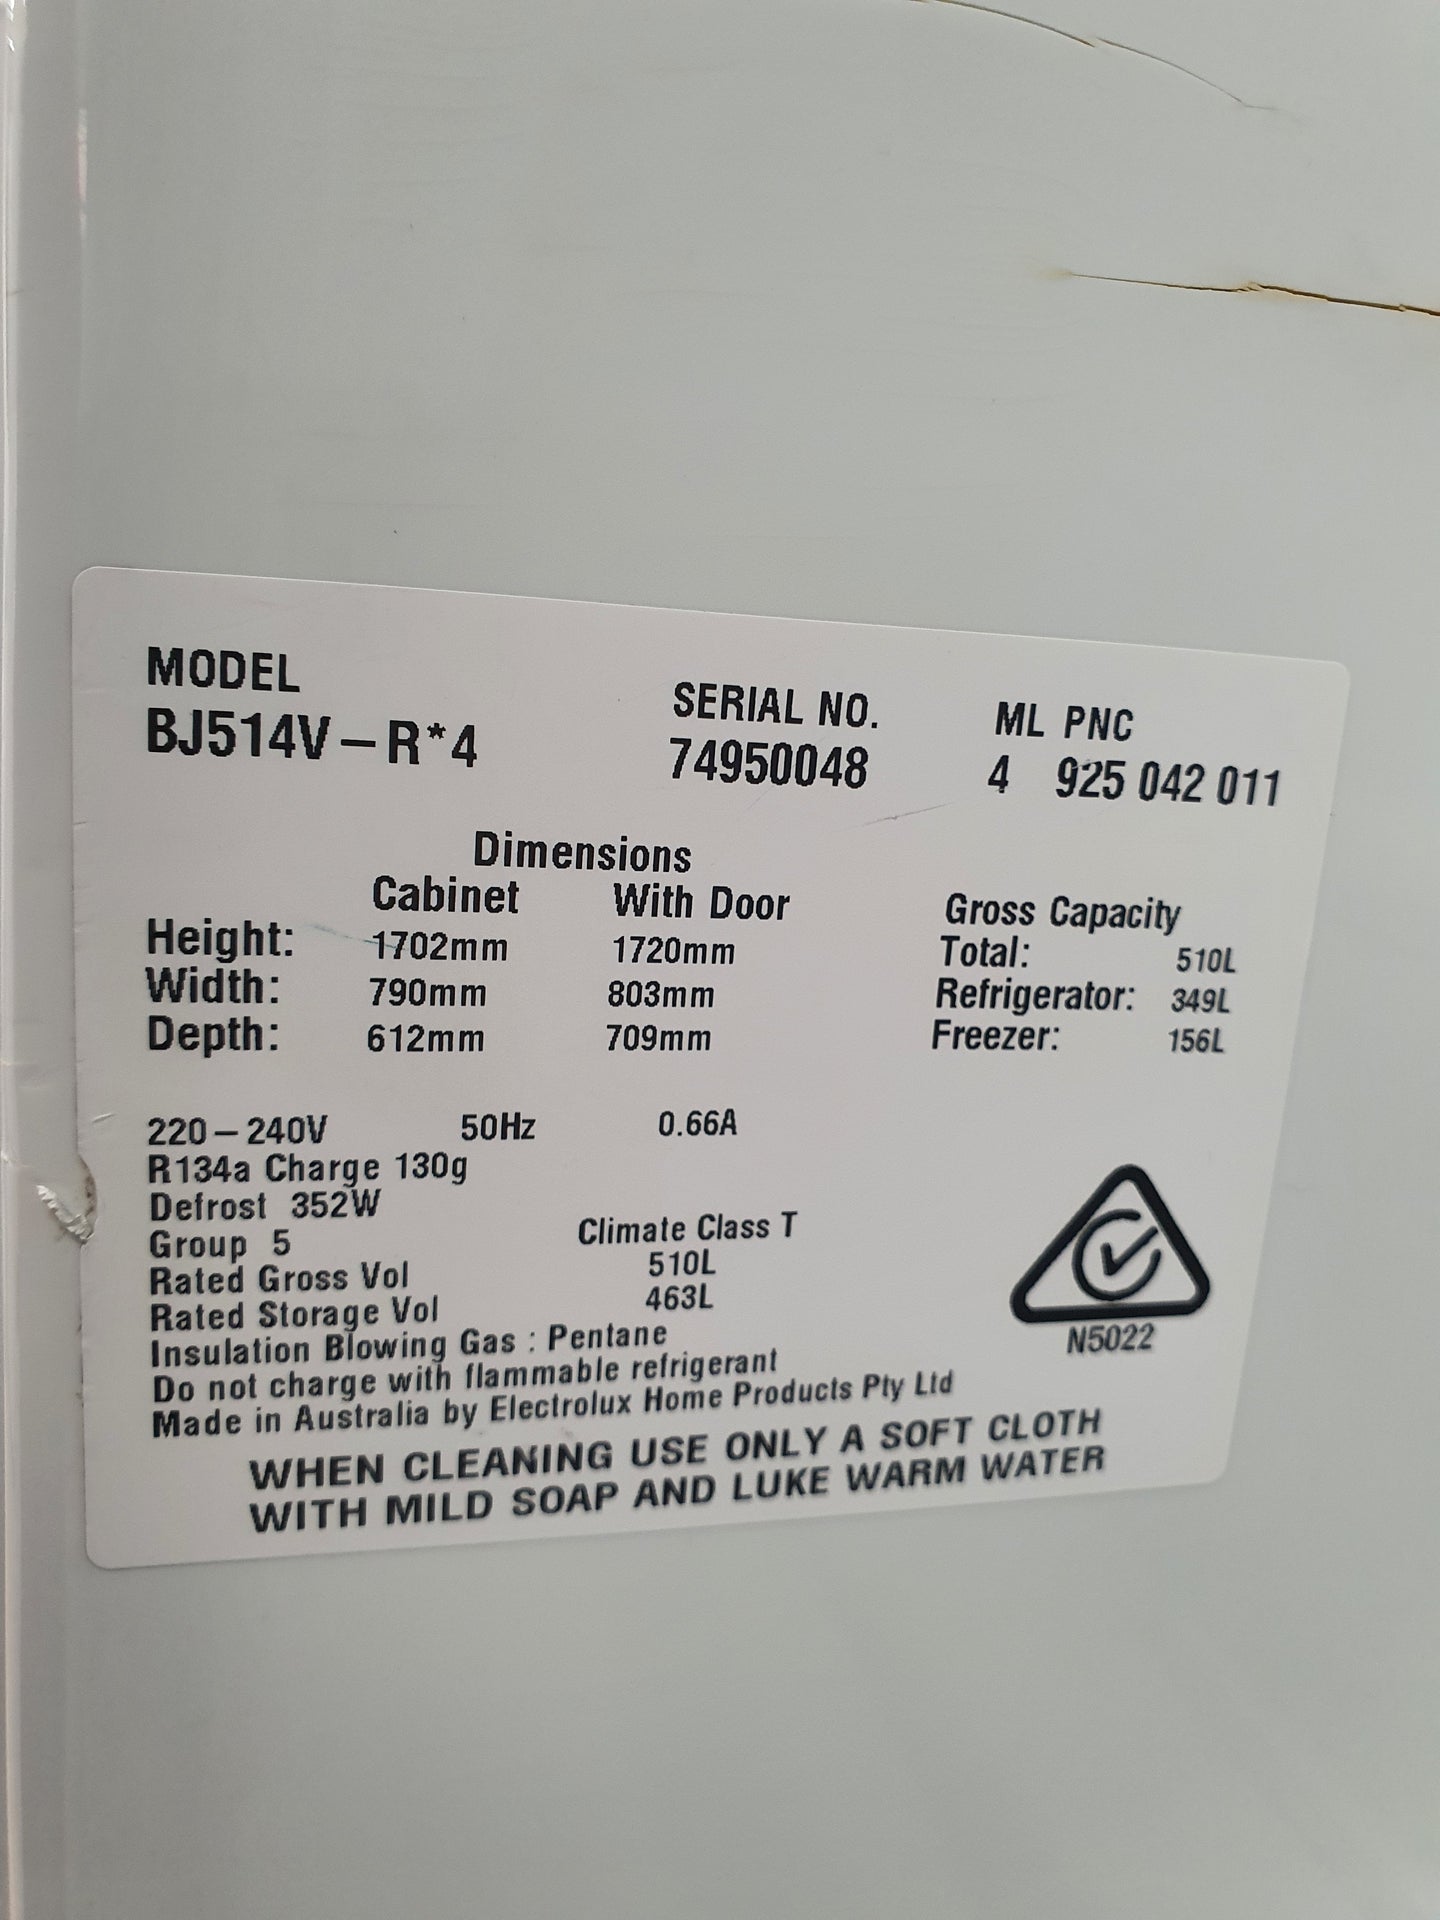 MODEL SERIAL NO. ML PNC
BJ514V-R*4 74950048 4 925 042 011
Dimensions
Cabinet With Door Gross Capacity
Height: 1702mm 1720mm Total: 510L
Width: 790mm 803mm Refrigerator: 349L
Depth: 612mm 709mm Freezer: 156L
220-240V 50Hz 0.66A
R134a Charge 130g
Defrost 352W
Group 5 Climate Class T
Rated Gross Vol 510L
Rated Storage Vol 463L
Insulation Blowing Gas : Pentane
Do not charge with flammable refrigerant
Made in Australia by Electrolux Home Products Pty Ltd
N5022
WHEN CLEANING USE ONLY A SOFT CLOTH
WITH MILD SOAP AND LUKE WARM WATER